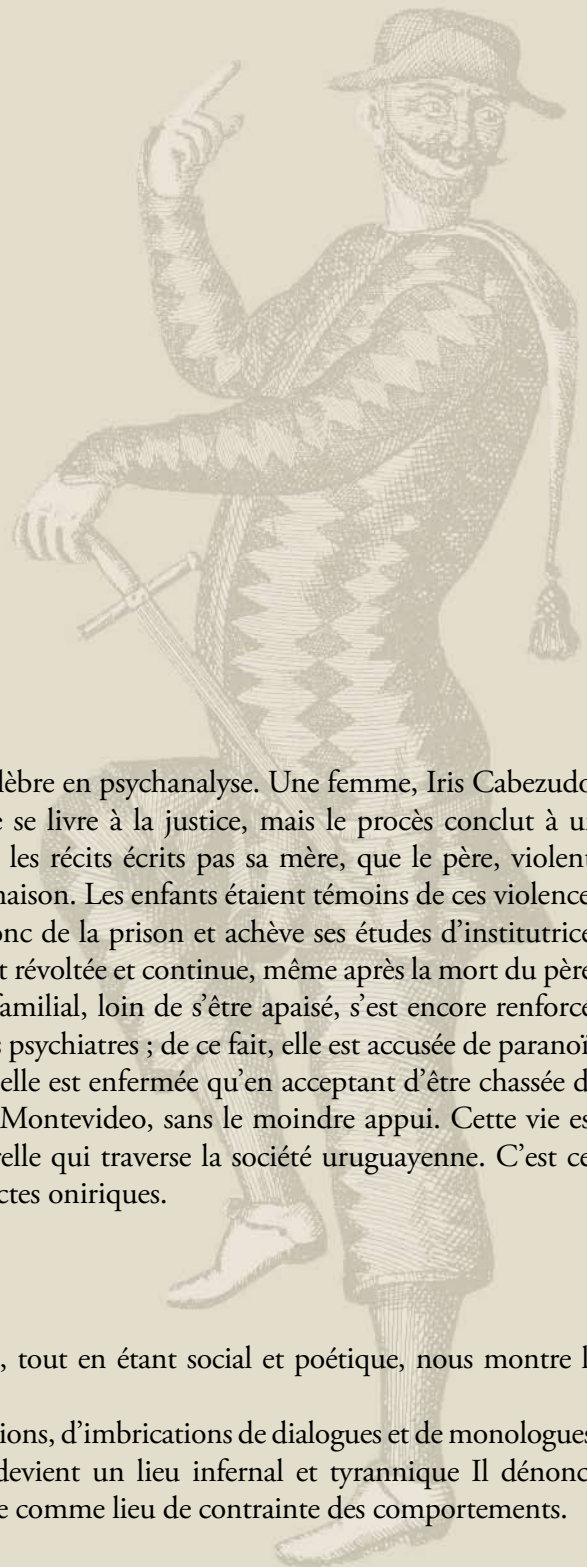 lèbre en psychanalyse. Une femme, Iris Cabezudo
e se livre à la justice, mais le procès conclut à u
les récits écrits pas sa mère, que le père, violent
naison. Les enfants étaient témoins de ces violence
onc de la prison et achève ses études d’institutrice
t révoltée et continue, même après la mort du père
familial, loin de s’être apaisé, s’est encore renforcé
s psychiatres ; de ce fait, elle est accusée de paranoï
elle est enfermée qu’en acceptant d’être chassée d
Montevideo, sans le moindre appui. Cette vie es
elle qui traverse la société uruguayenne. C’est ce
ctes oniriques.
, tout en étant social et poétique, nous montre l
ions, d’imbrications de dialogues et de monologues
devient un lieu infernal et tyrannique Il dénonc
e comme lieu de contrainte des comportements.